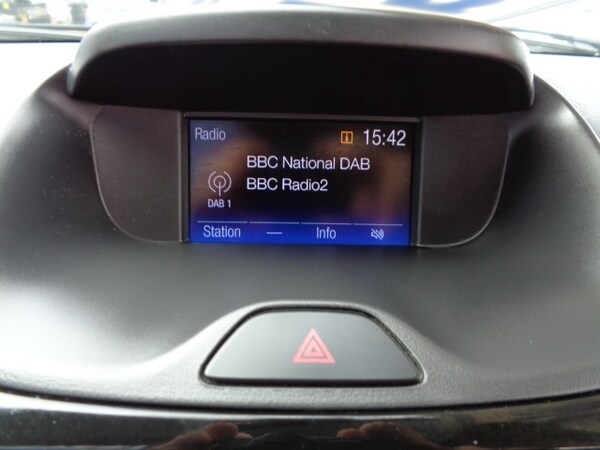 Radio 15:42
BBC National DAB
BBC Radio2
DAB 1
Station — Info